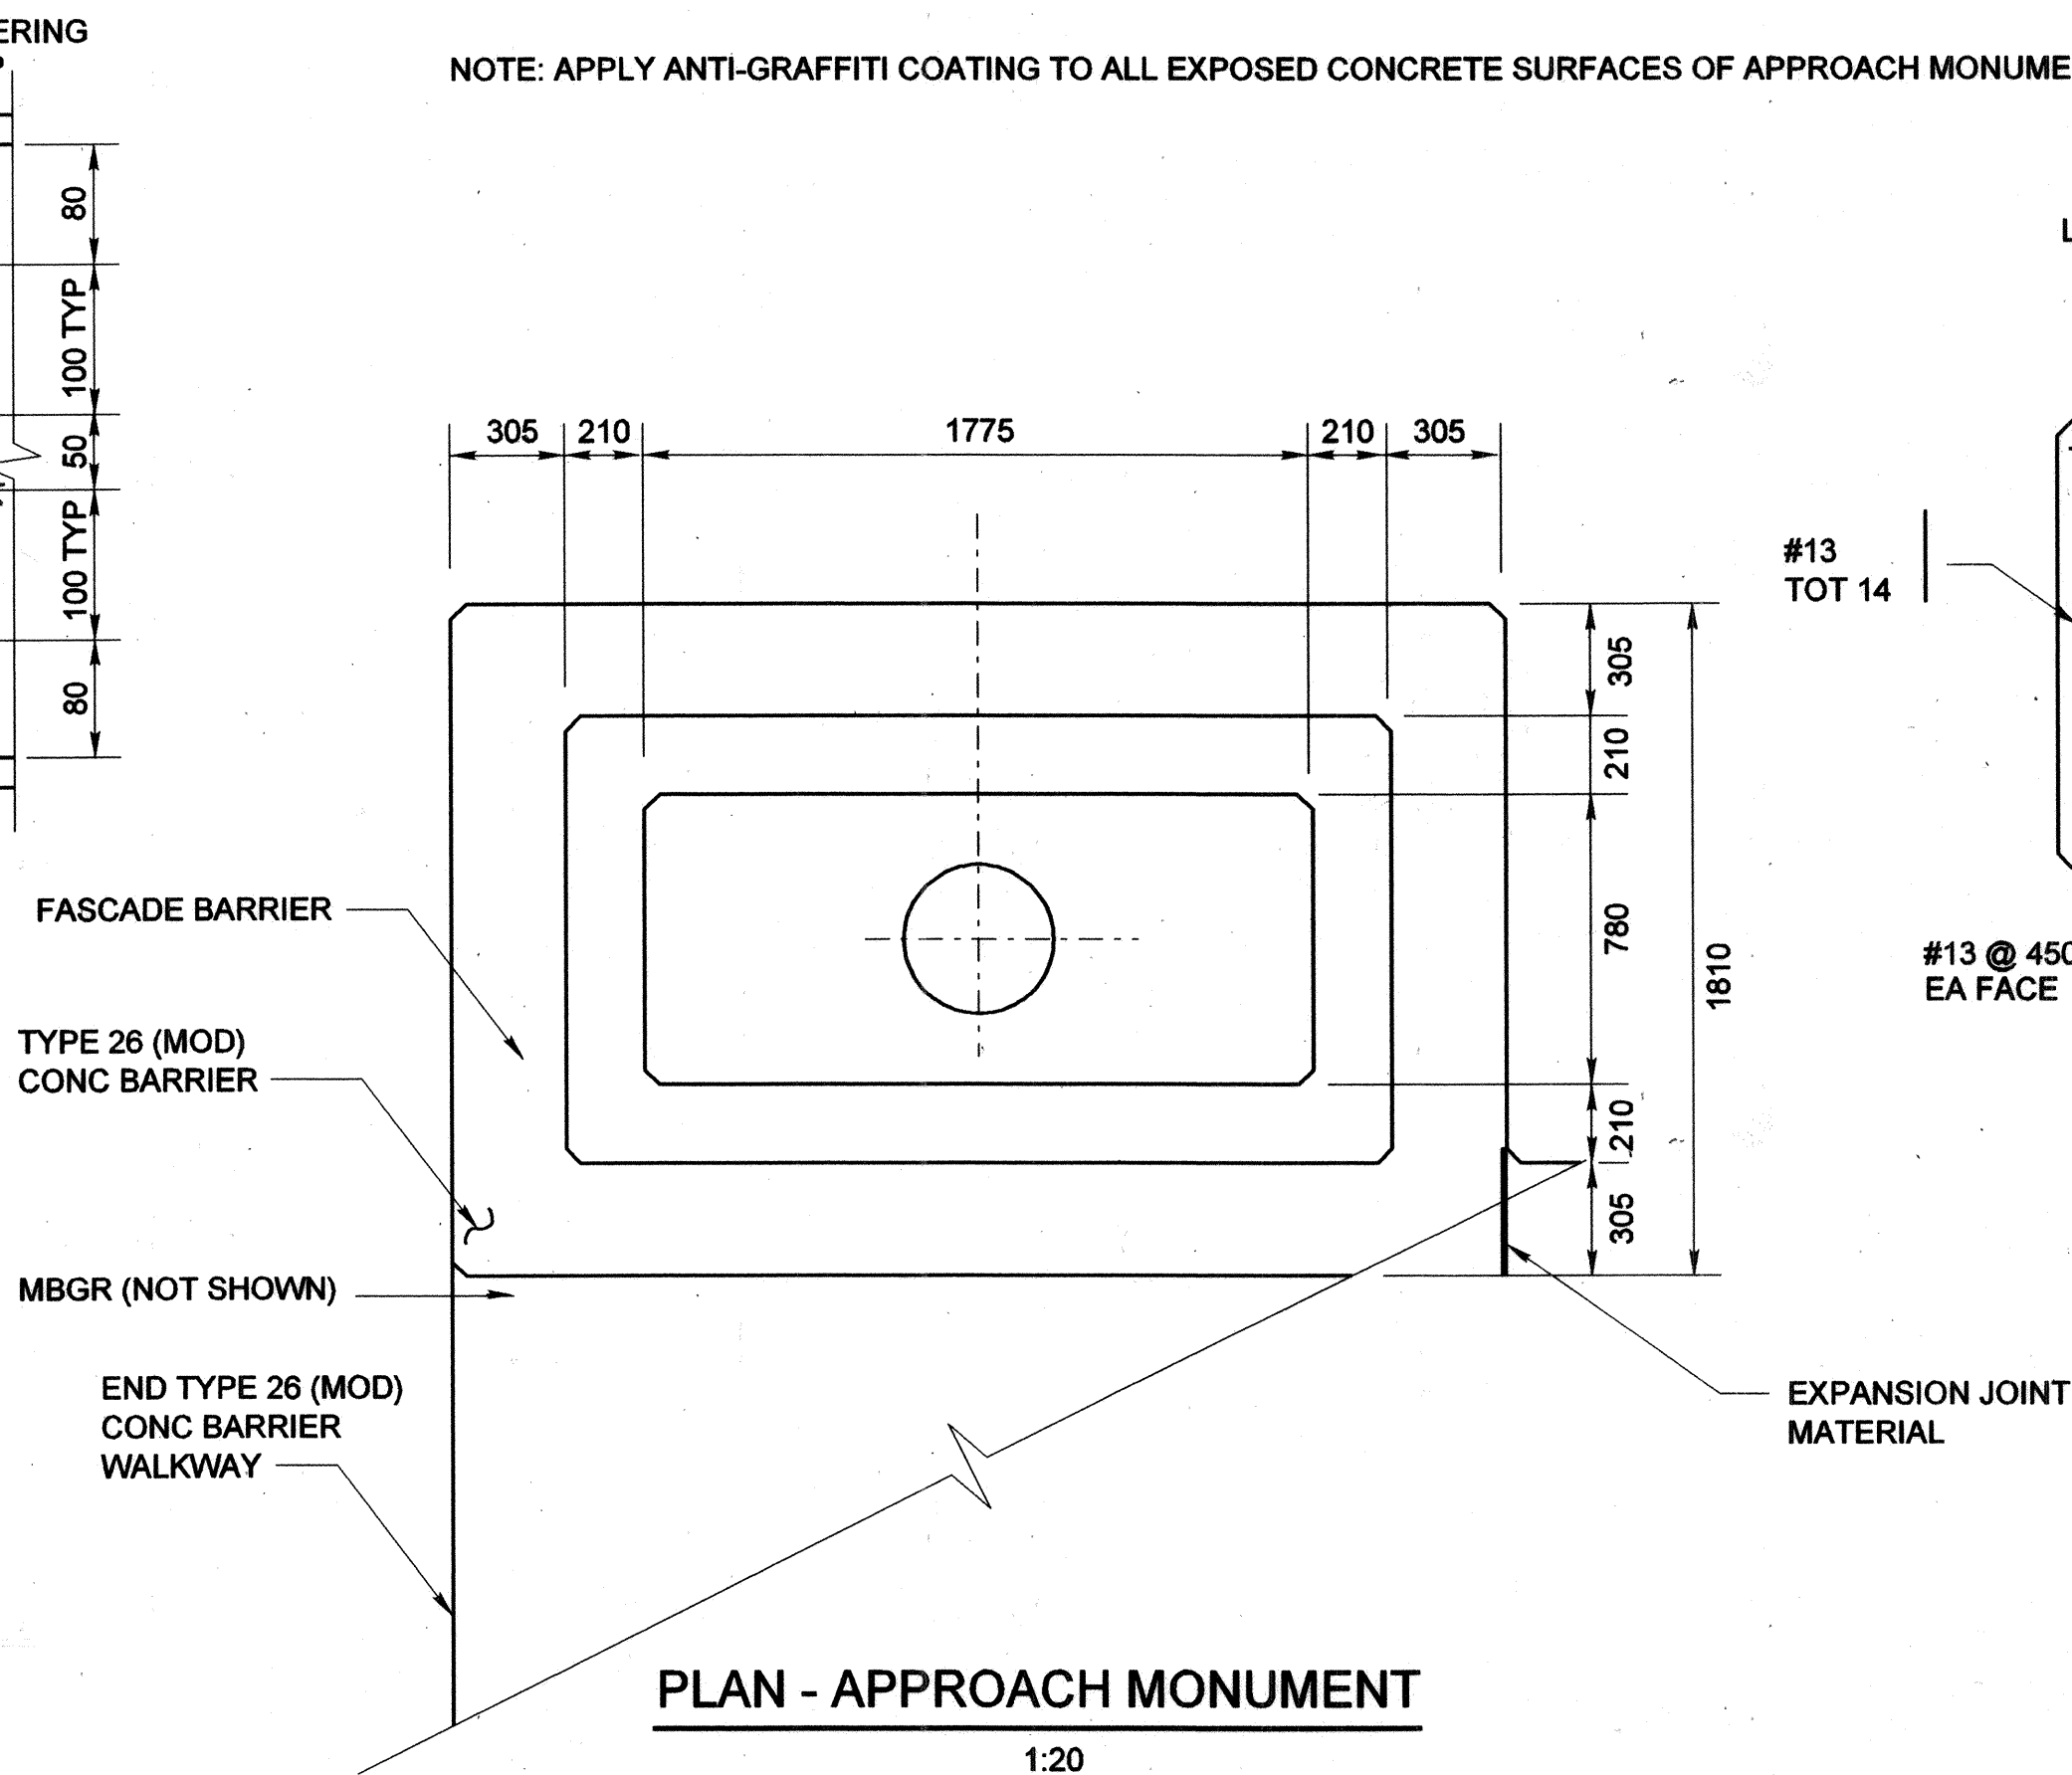 NOTE: APPLY ANTI-GRAFFITI COATING TO ALL EXPOSED CONCRETE SURFACES OF APPROACH MONUME
ERING
80
100 TYP
50
100 TYP
80
305 210 1775 210 305
305
210
780
210
305
1810
#13
TOT 14
#13 @ 450
EA FACE
L
FASCADE BARRIER
TYPE 26 (MOD)
CONC BARRIER
MBGR (NOT SHOWN)
END TYPE 26 (MOD)
CONC BARRIER
WALKWAY
EXPANSION JOINT
MATERIAL
PLAN - APPROACH MONUMENT
1:20